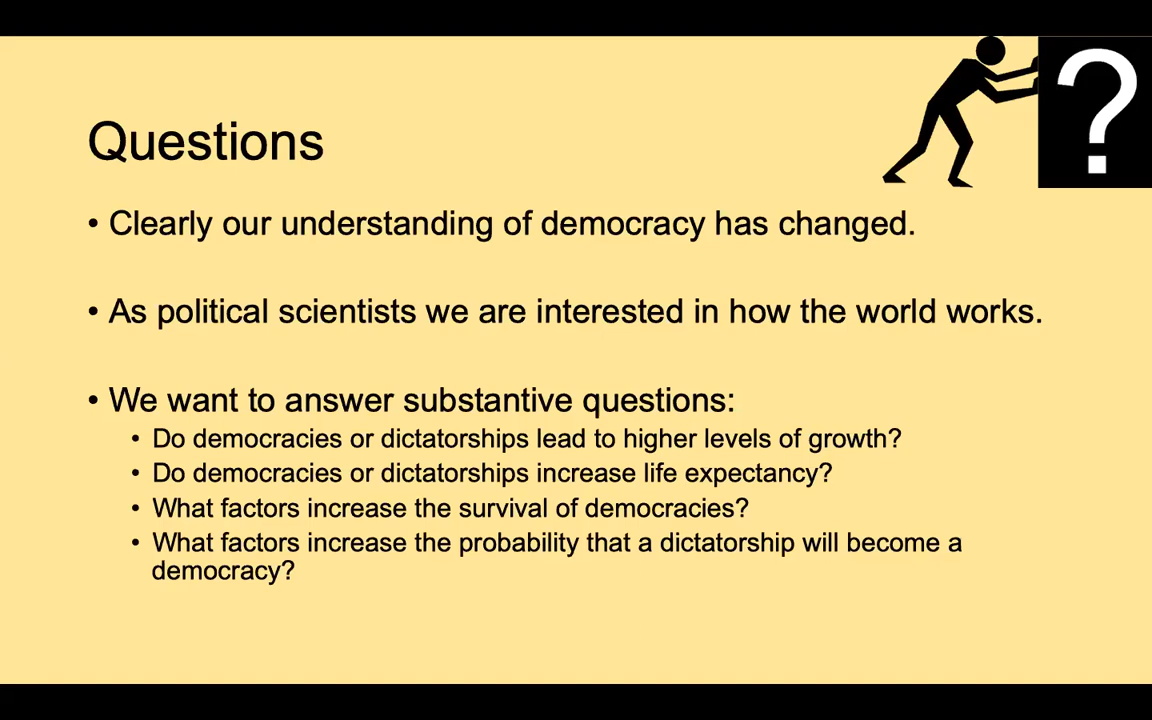 ?
Questions
• Clearly our understanding of democracy has changed.
• As political scientists we are interested in how the world works.
• We want to answer substantive questions:
• Do democracies or dictatorships lead to higher levels of growth?
• Do democracies or dictatorships increase life expectancy?
• What factors increase the survival of democracies?
• What factors increase the probability that a dictatorship will become a
democracy?